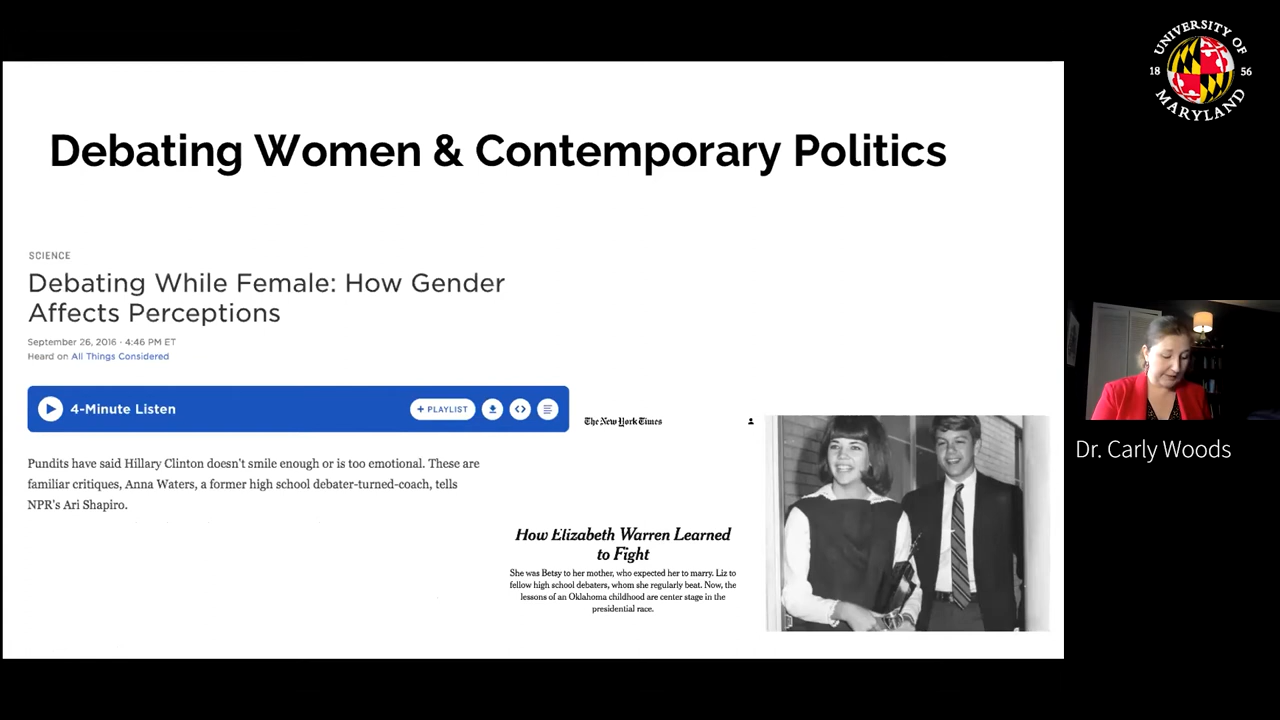 Debating Women & Contemporary Politics
SCIENCE
Debating While Female: How Gender
Affects Perceptions
September 26, 2016 · 4:46 PM ET
Heard on All Things Considered
4-Minute Listen
+ PLAYLIST
Pundits have said Hillary Clinton doesn't smile enough or is too emotional. These are
familiar critiques, Anna Waters, a former high school debater-turned-coach, tells
NPR's Ari Shapiro.
The New York Times
How Elizabeth Warren Learned
to Fight
She was Betsy to her mother, who expected her to marry. Liz to
fellow high school debaters, whom she regularly beat. Now, the
lessons of an Oklahoma childhood are center stage in the
presidential race.
UNIVERSITY OF
18 56
MARYLAND
Dr. Carly Woods